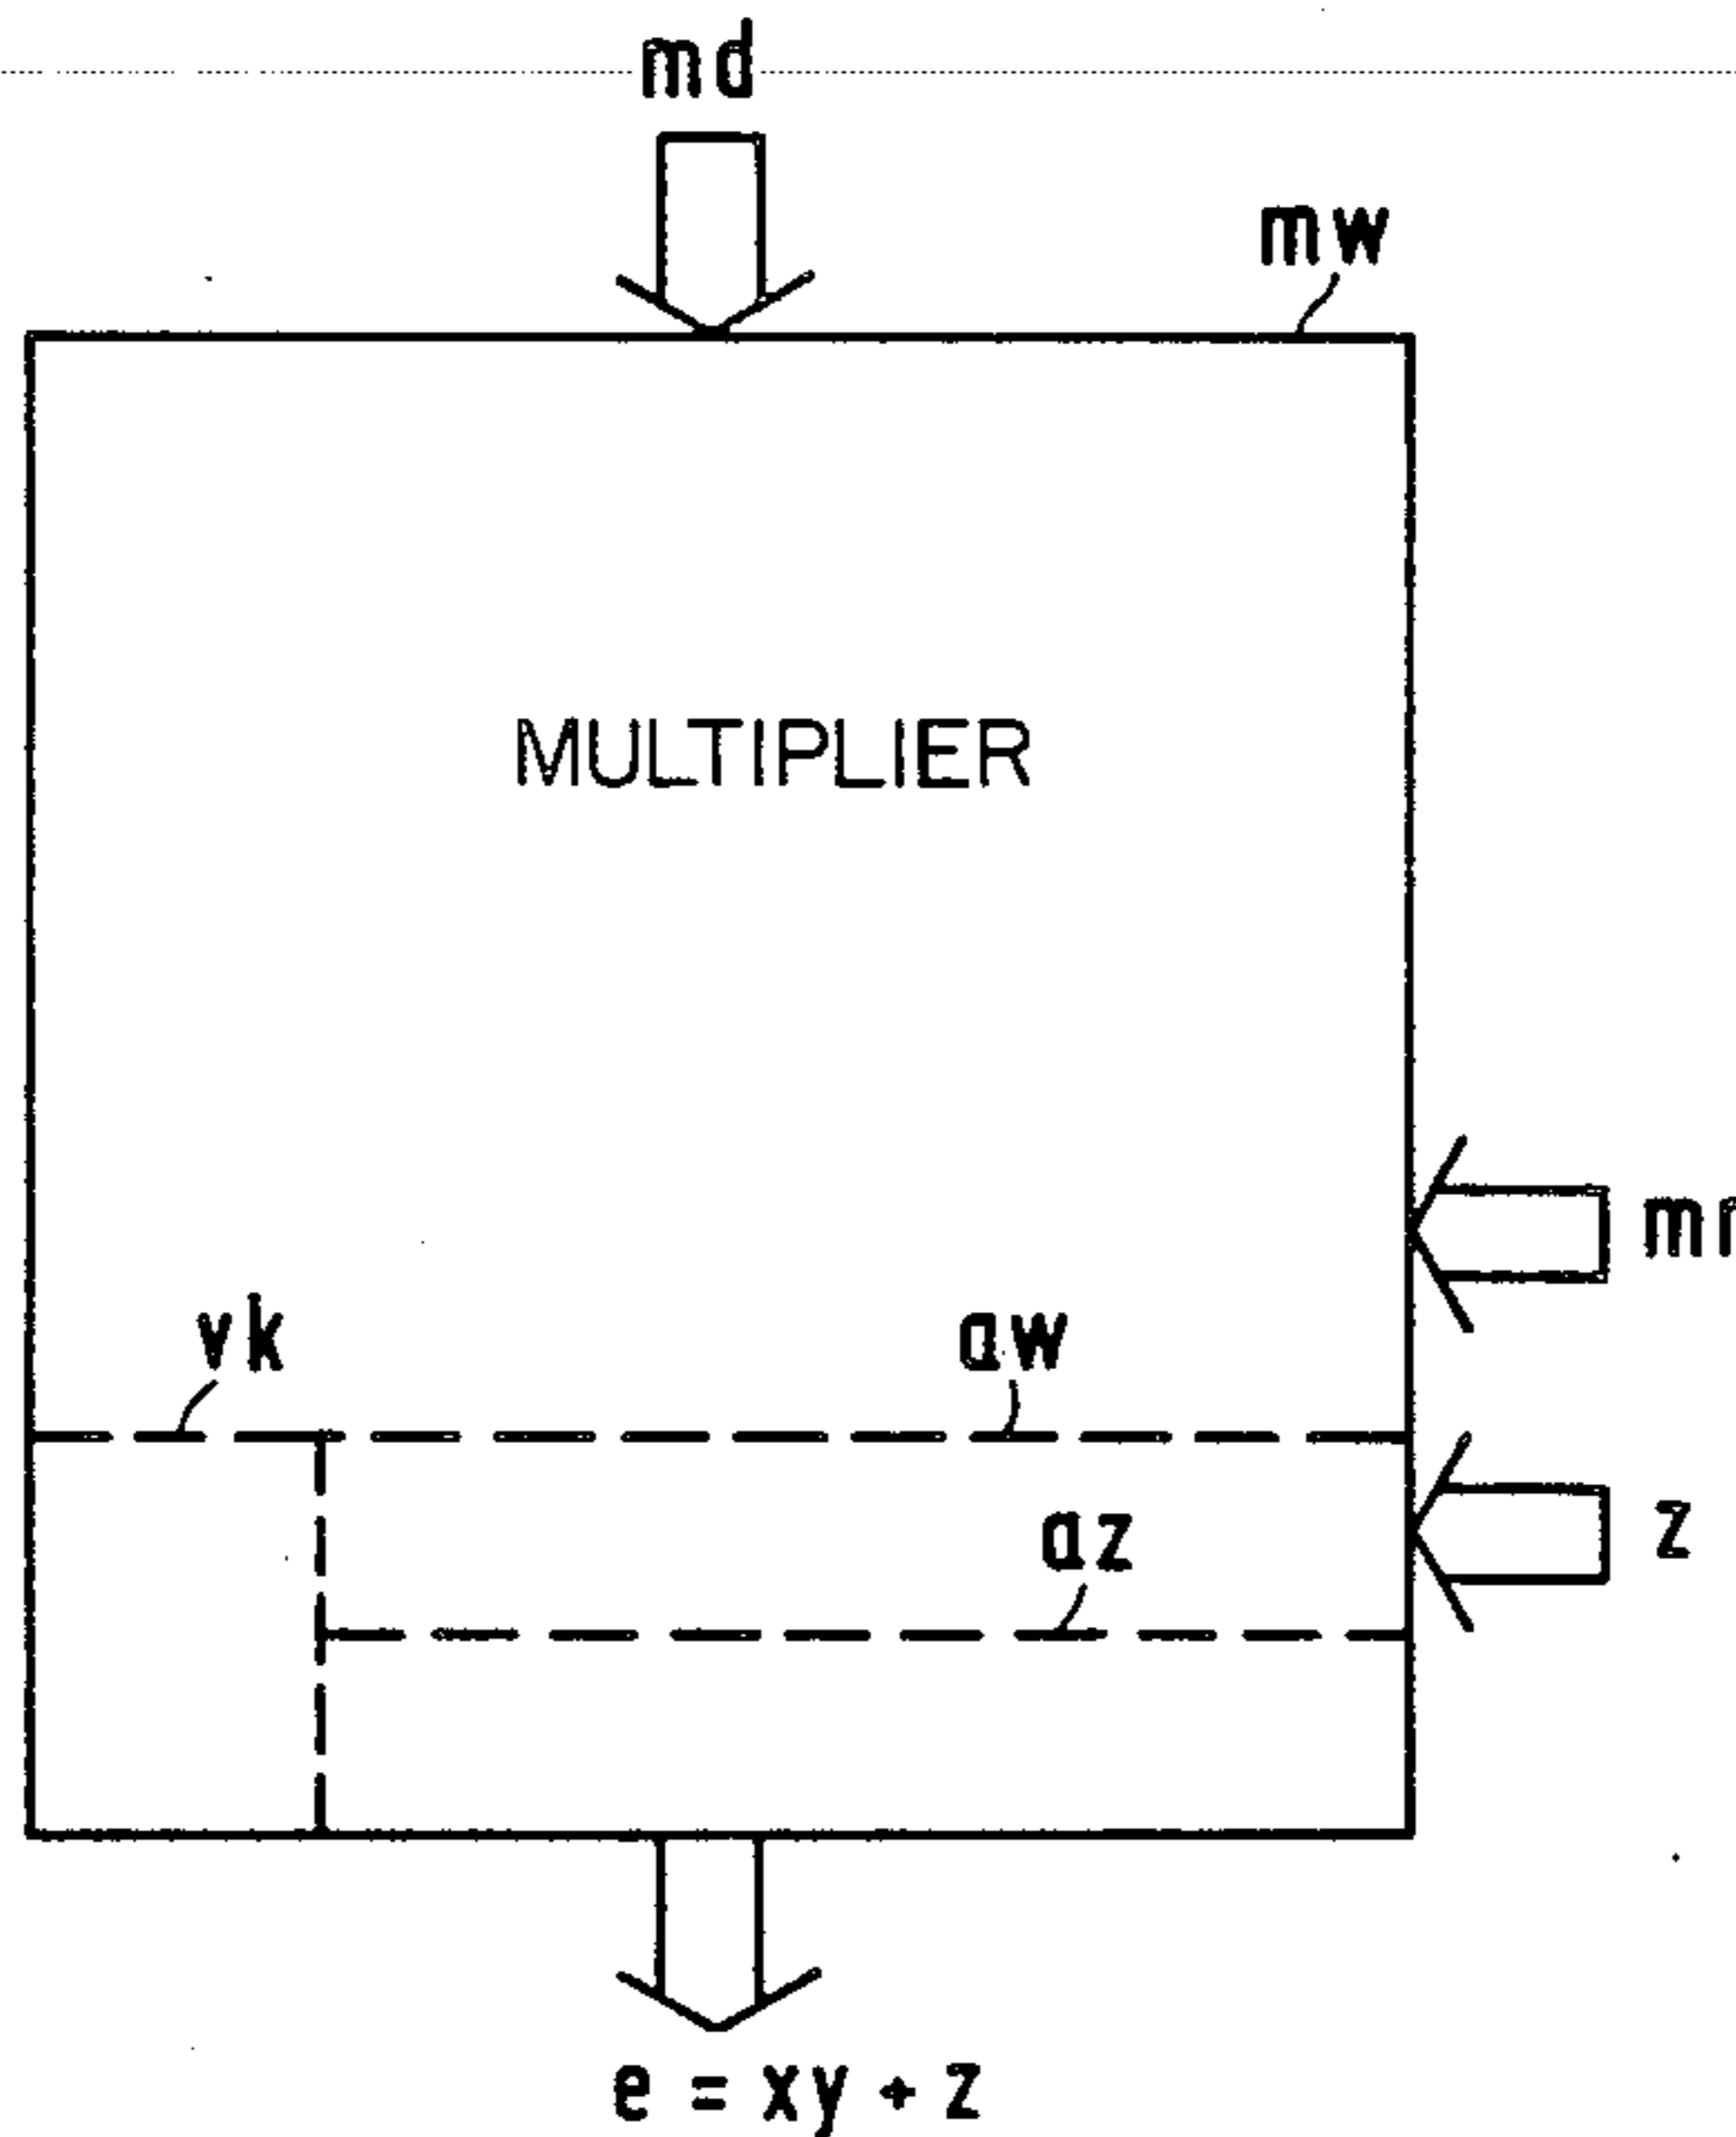 md
mw
MULTIPLIER
vk
aw
az
z
e = xy + z